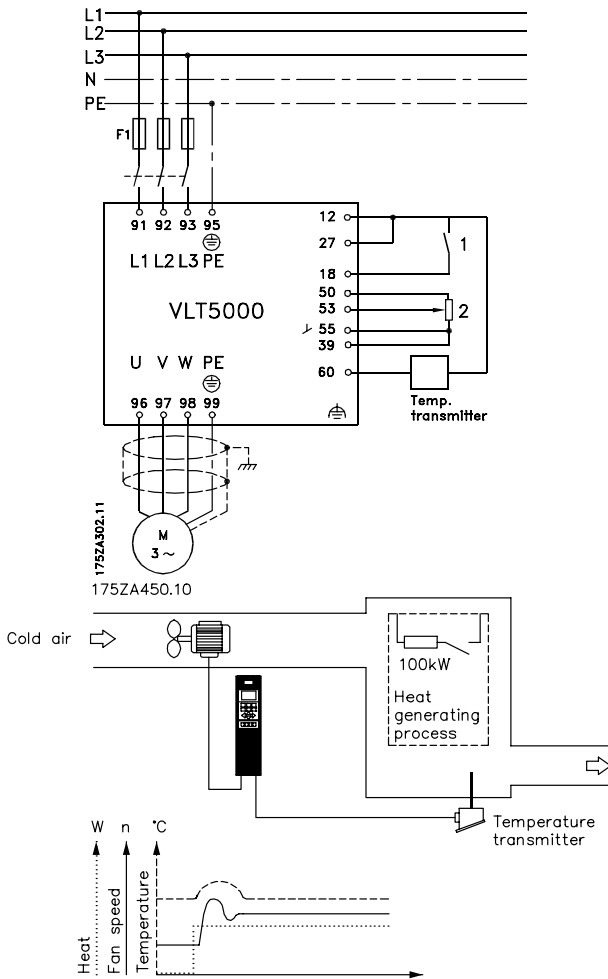 L1
L2
L3
N
PE
F1
91 92 93 95
L1 L2 L3 PE
12
27
18
50
53
55
39
60
1
2
VLT5000
U V W PE
96 97 98 99
Temp.
transmitter
M
3 ~
175ZA302.11
175ZA450.10
Cold air
100kW
Heat
generating
process
Temperature
transmitter
W n °C
Heat
Fan speed
Temperature